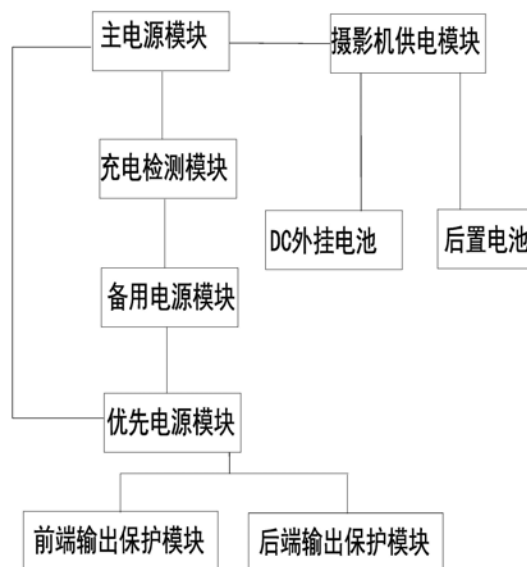 主电源模块
摄影机供电模块
充电检测模块
DC外挂电池
后置电池
备用电源模块
优先电源模块
前端输出保护模块
后端输出保护模块